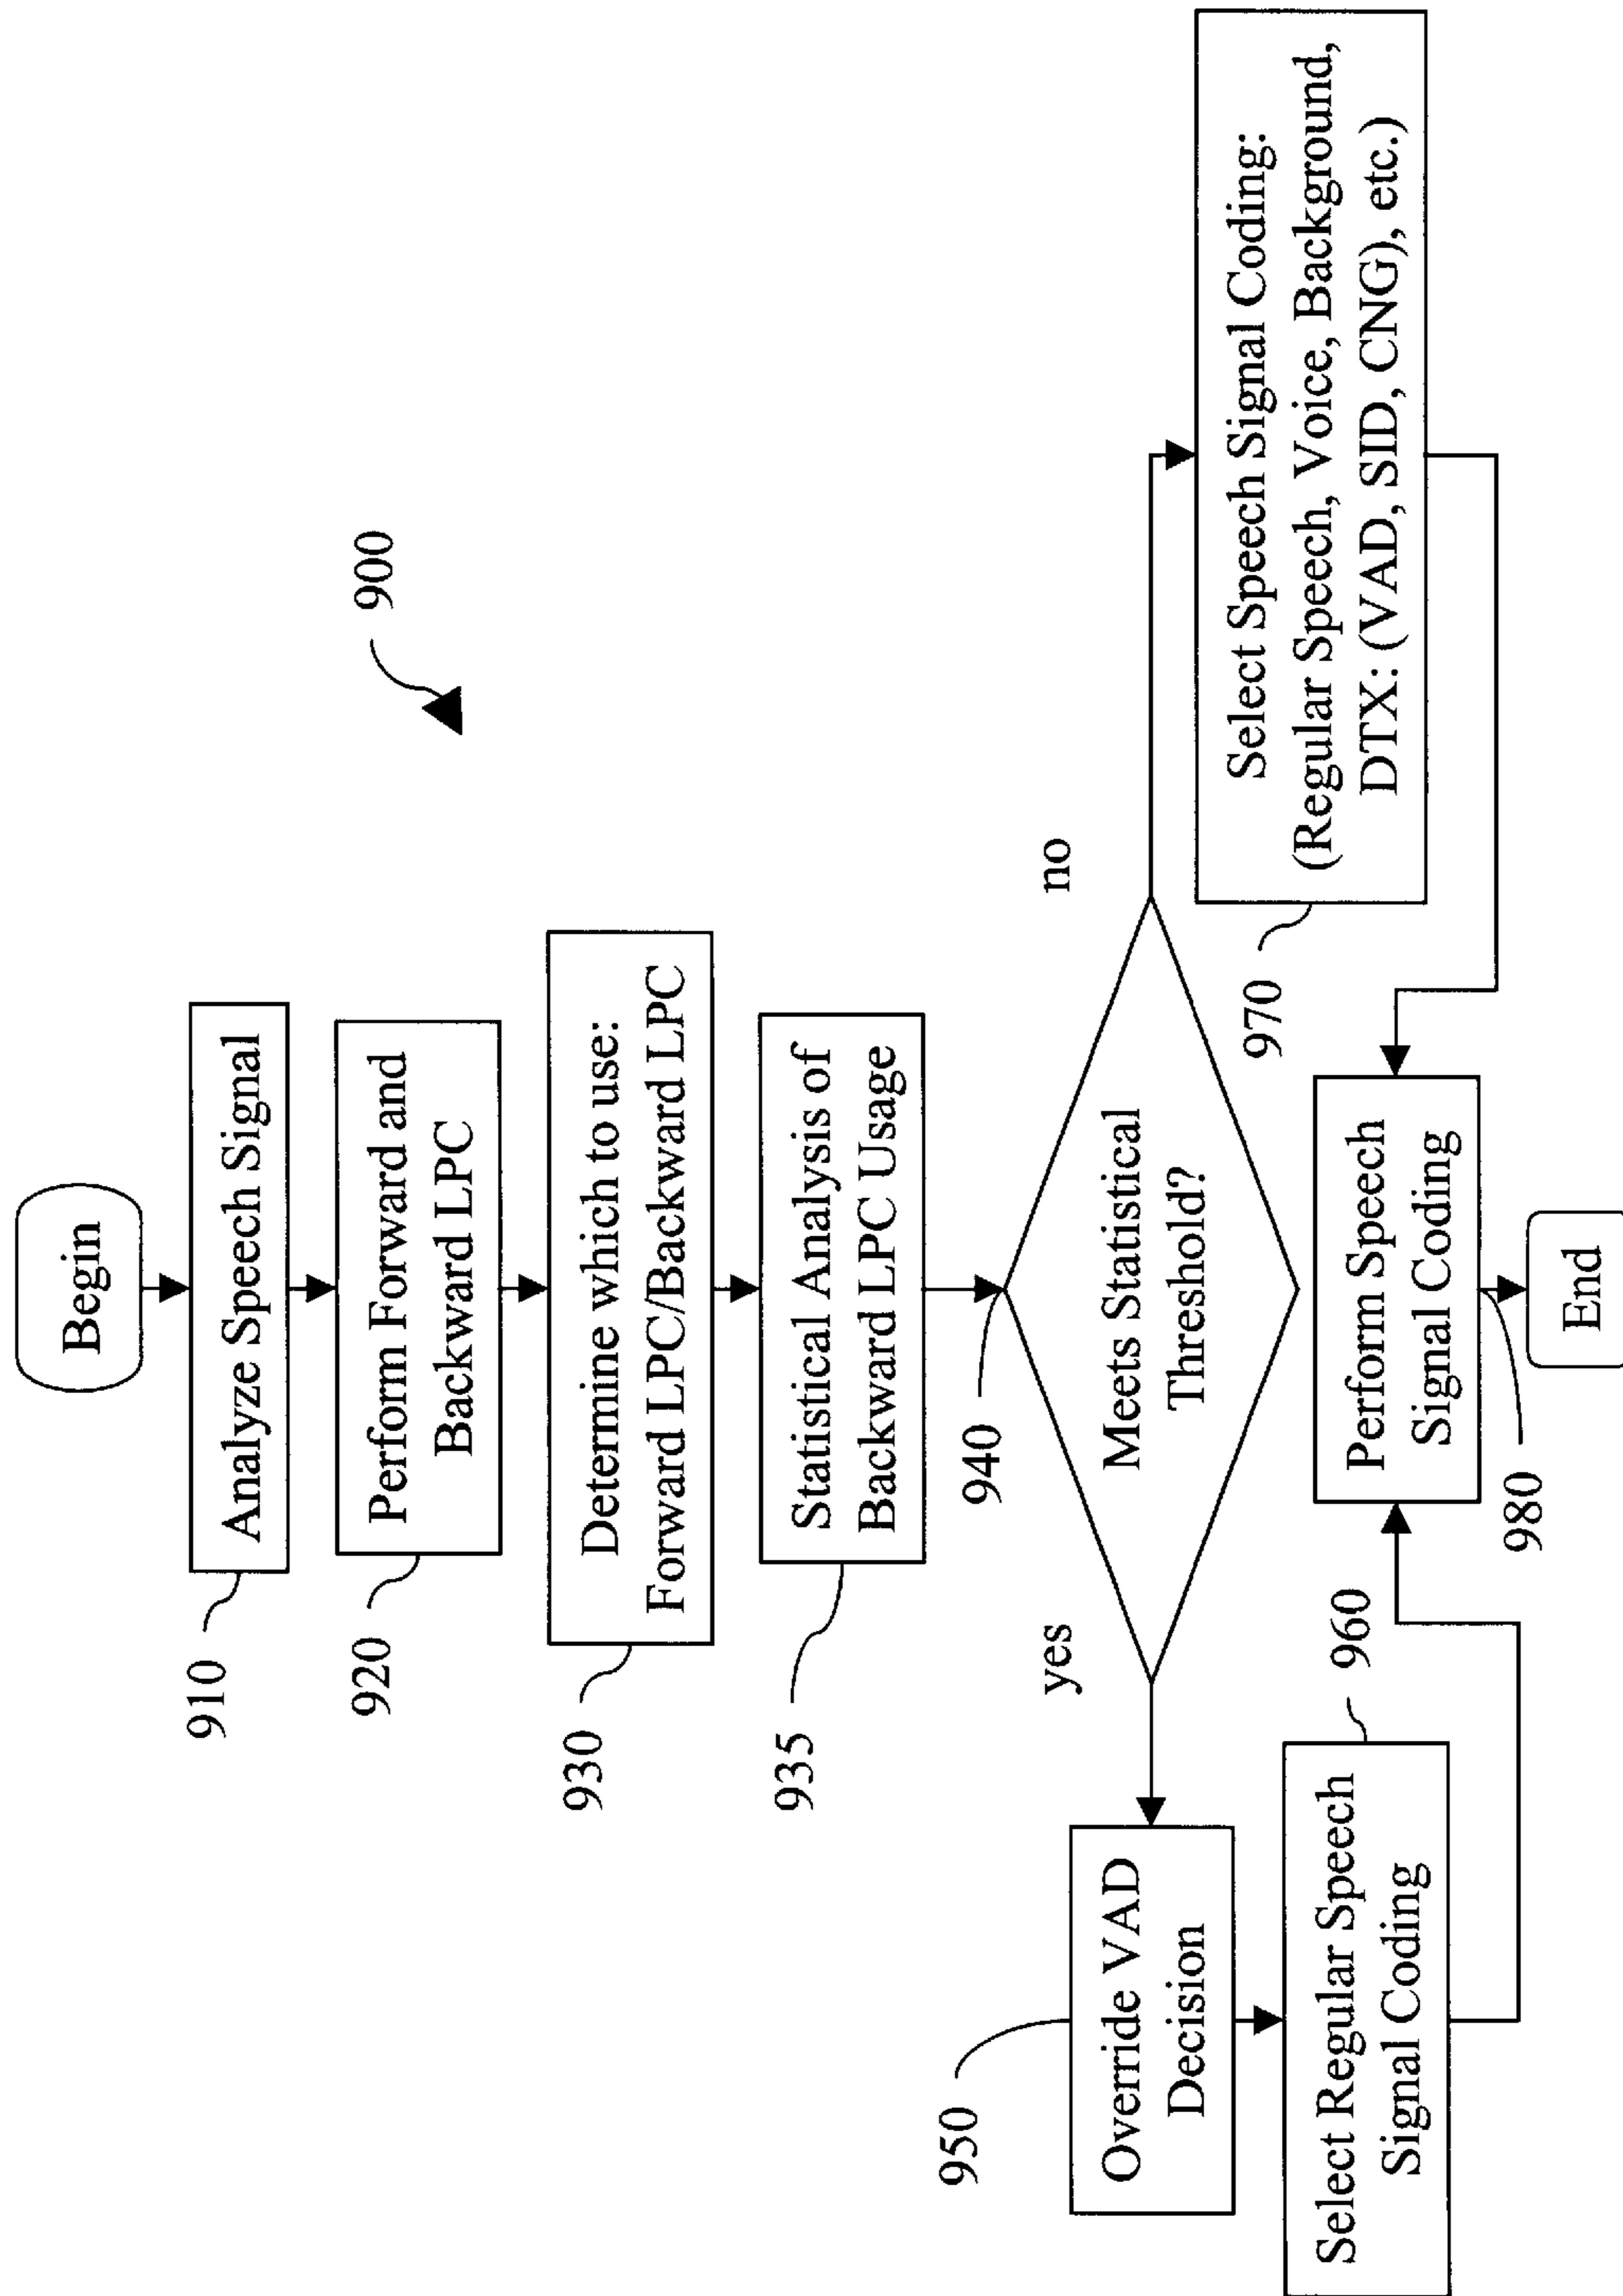 900
Begin
910
Analyze Speech Signal
920
Perform Forward and
Backward LPC
930
Determine which to use:
Forward LPC/Backward LPC
935
Statistical Analysis of
Backward LPC Usage
940
Meets Statistical
Threshold?
yes
no
950
Override VAD
Decision
960
Select Regular Speech
Signal Coding
970
Select Speech Signal Coding:
(Regular Speech, Voice, Background,
DTX: (VAD, SID, CNG), etc.)
Perform Speech
Signal Coding
980
End